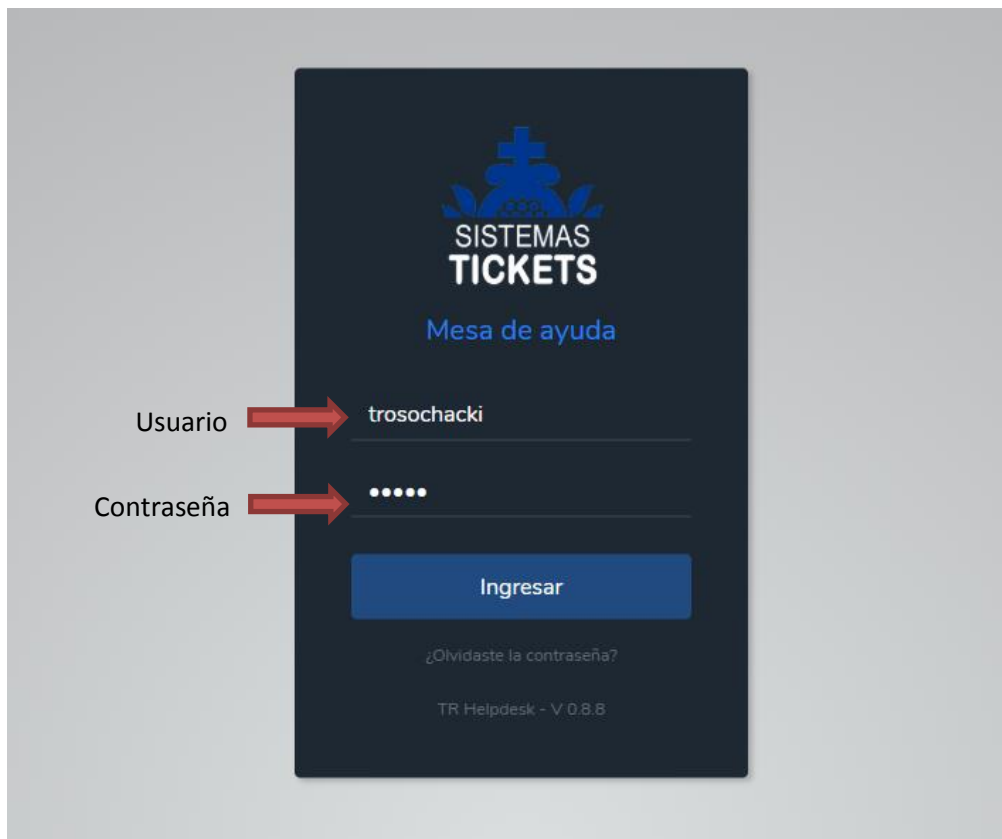 SISTEMAS
TICKETS
Mesa de ayuda
Usuario
trosochacki
Contraseña
•••••
Ingresar
¿Olvidaste la contraseña?
TR Helpdesk - V 0.8.8